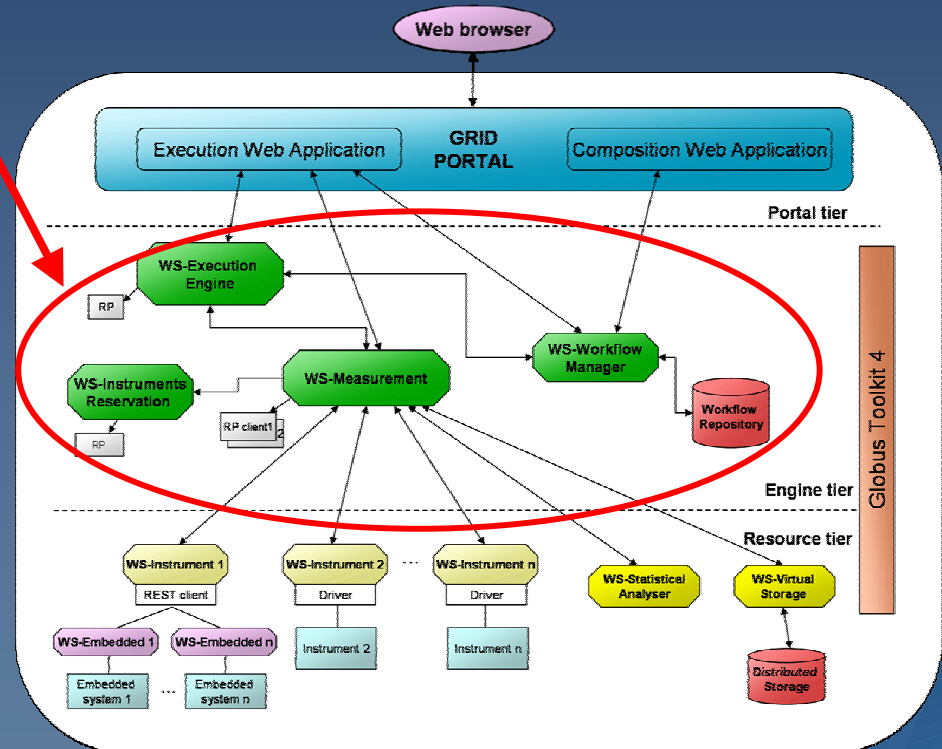 Web browser
GRID
PORTAL
Execution Web Application
Composition Web Application
Portal tier
WS-Execution
Engine
RP
WS-Workflow
Manager
WS-Measurement
WS-Instruments
Reservation
RP client1
2
RP
Workflow
Repository
Globus Toolkit 4
Engine tier
Resource tier
WS-Instrument 1
WS-Instrument 2
...
WS-Instrument n
REST client
Driver
Driver
WS-Statistical
Analyser
WS-Virtual
Storage
WS-Embedded 1
WS-Embedded n
Instrument 2
Instrument n
Embedded
system 1
...
Embedded
system n
Distributed
Storage